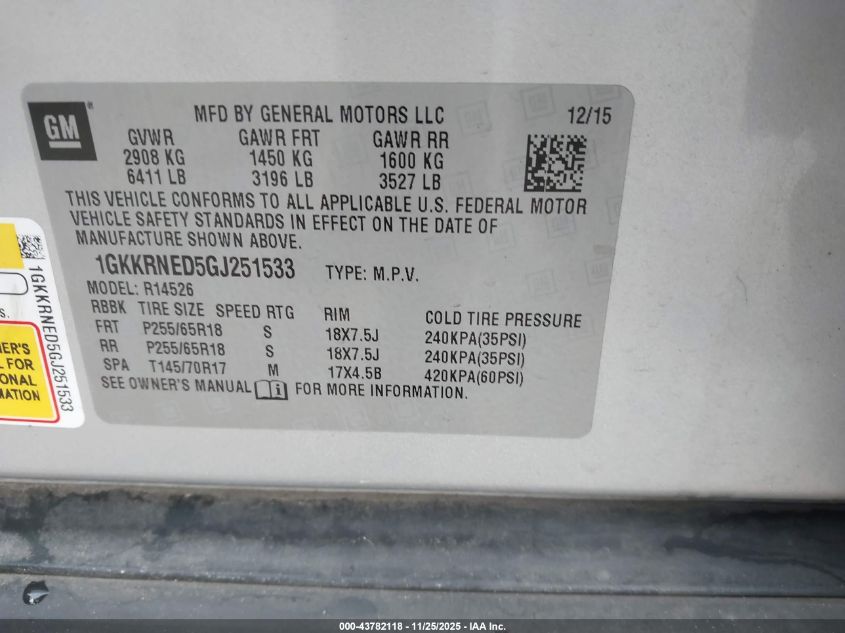 GM
MFD BY GENERAL MOTORS LLC 12/15
GVWR GAWR FRT GAWR RR
2908 KG 1450 KG 1600 KG
6411 LB 3196 LB 3527 LB
THIS VEHICLE CONFORMS TO ALL APPLICABLE U.S. FEDERAL MOTOR
VEHICLE SAFETY STANDARDS IN EFFECT ON THE DATE OF
MANUFACTURE SHOWN ABOVE.
1GKKRNED5GJ251533 TYPE: M.P.V.
MODEL: R14526
RBBK TIRE SIZE SPEED RTG RIM COLD TIRE PRESSURE
FRT P255/65R18 S 18X7.5J 240KPA(35PSI)
RR P255/65R18 S 18X7.5J 240KPA(35PSI)
SPA T145/70R17 M 17X4.5B 420KPA(60PSI)
SEE OWNER'S MANUAL FOR MORE INFORMATION.
1GKKRNED5GJ251533
S.
NER'S
L FOR
IONAL
MATION
000-43782118 - 11/25/2025 - IAA Inc.